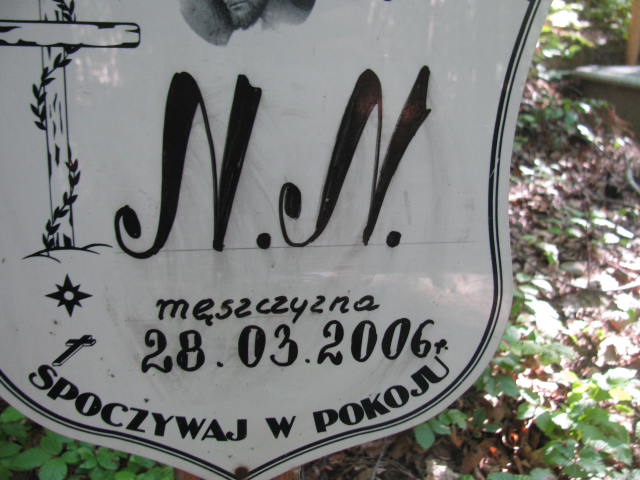 N.N.
męszczyzna
28.03.2006r.
SPOCZYWAJ W POKOJU